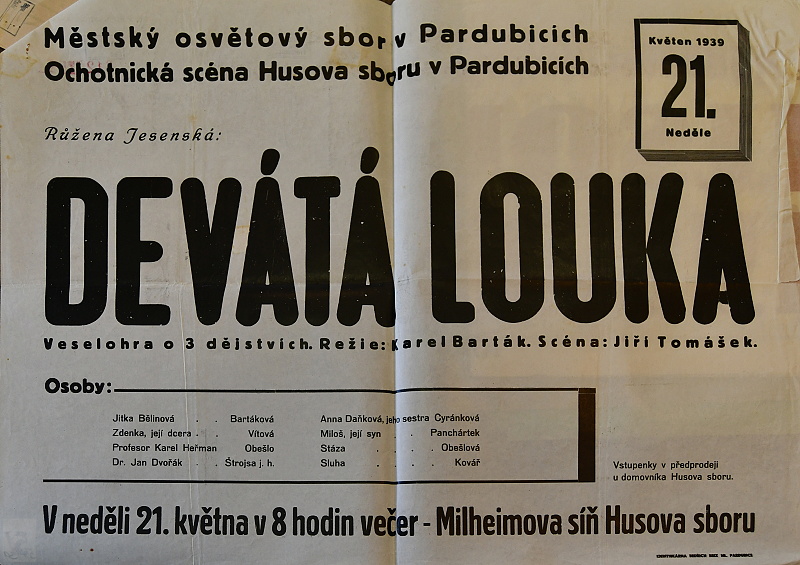 Městský osvětový sbor v Pardubicích
Ochotnická scéna Husova sboru v Pardubicích
Květen 1939
21.
Neděle
Růžena Jesenská:
DEVÁTÁ LOUKA
Veselohra o 3 dějstvích. Režie: Karel Barták. Scéna: Jiří Tomášek.
Osoby:
Jitka Bělinová . . Bartáková
Zdenka, její dcera . . Vítová
Profesor Karel Heřman Obešlo
Dr. Jan Dvořák . . Štrojsa j. h.
Anna Daňková, jeho sestra Cyránková
Miloš, její syn . . Panchártek
Stáza . . . . Obešlová
Sluha . . . . Kovář
Vstupenky v předprodeji
u domovníka Husova sboru.
V neděli 21. května v 8 hodin večer - Milheimova síň Husova sboru